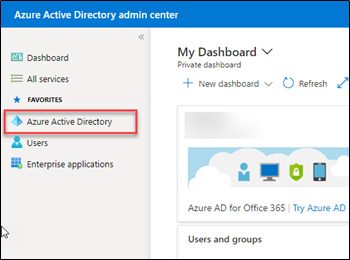 Azure Active Directory admin center
Dashboard
All services
FAVORITES
Azure Active Directory
Users
Enterprise applications
My Dashboard
Private dashboard
New dashboard
Refresh
Azure AD for Office 365 | Try Azure AD
Users and groups